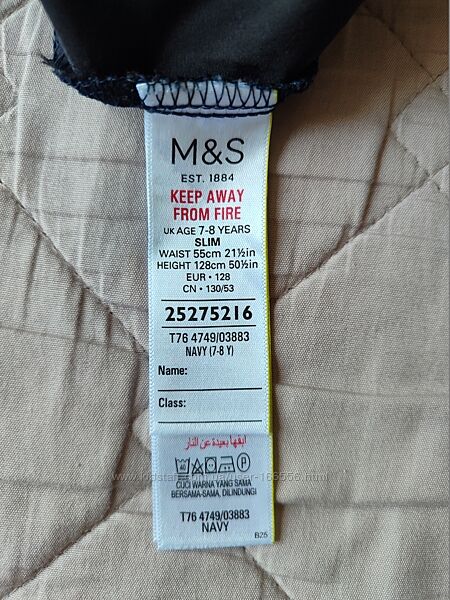 M&S
EST. 1884
KEEP AWAY
FROM FIRE
UK AGE 7-8 YEARS
SLIM
WAIST 55cm 21½in
HEIGHT 128cm 50½in
EUR • 128
CN • 130/53
25275216
T76 4749/03883
NAVY (7-8 Y)
Name:
Class:
ابقها بعيدة عن النار
40
P
CUCI WARNA YANG SAMA
BERSAMA-SAMA, DILINDUNGI
T76 4749/03883
NAVY
B25